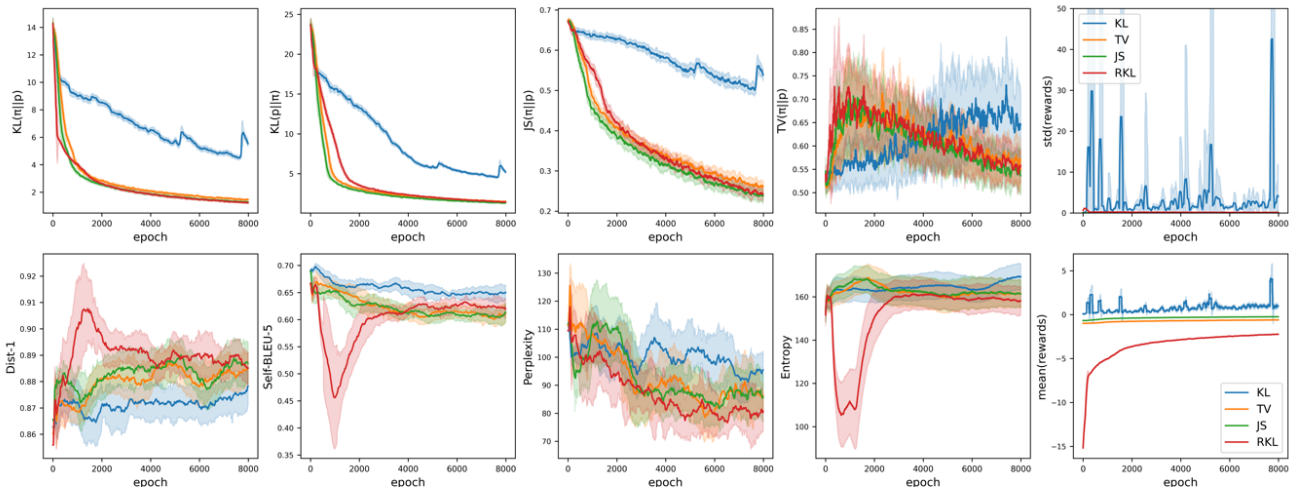 14
12
10
8
6
4
2
KL(π||p)
0 2000 4000 6000 8000
epoch
25
20
15
10
5
KL(p||π)
0 2000 4000 6000 8000
epoch
0.7
0.6
0.5
0.4
0.3
0.2
JS(π||p)
0 2000 4000 6000 8000
epoch
0.85
0.80
0.75
0.70
0.65
0.60
0.55
0.50
TV(π||p)
0 2000 4000 6000 8000
epoch
50
40
30
20
10
0
std(rewards)
KL
TV
JS
RKL
0 2000 4000 6000 8000
epoch
0.92
0.91
0.90
0.89
0.88
0.87
0.86
Dist-1
0 2000 4000 6000 8000
epoch
0.70
0.65
0.60
0.55
0.50
0.45
0.40
0.35
Self-BLEU-5
0 2000 4000 6000 8000
epoch
130
120
110
100
90
80
70
Perplexity
0 2000 4000 6000 8000
epoch
160
140
120
100
Entropy
0 2000 4000 6000 8000
epoch
5
0
−5
−10
−15
mean(rewards)
KL
TV
JS
RKL
0 2000 4000 6000 8000
epoch